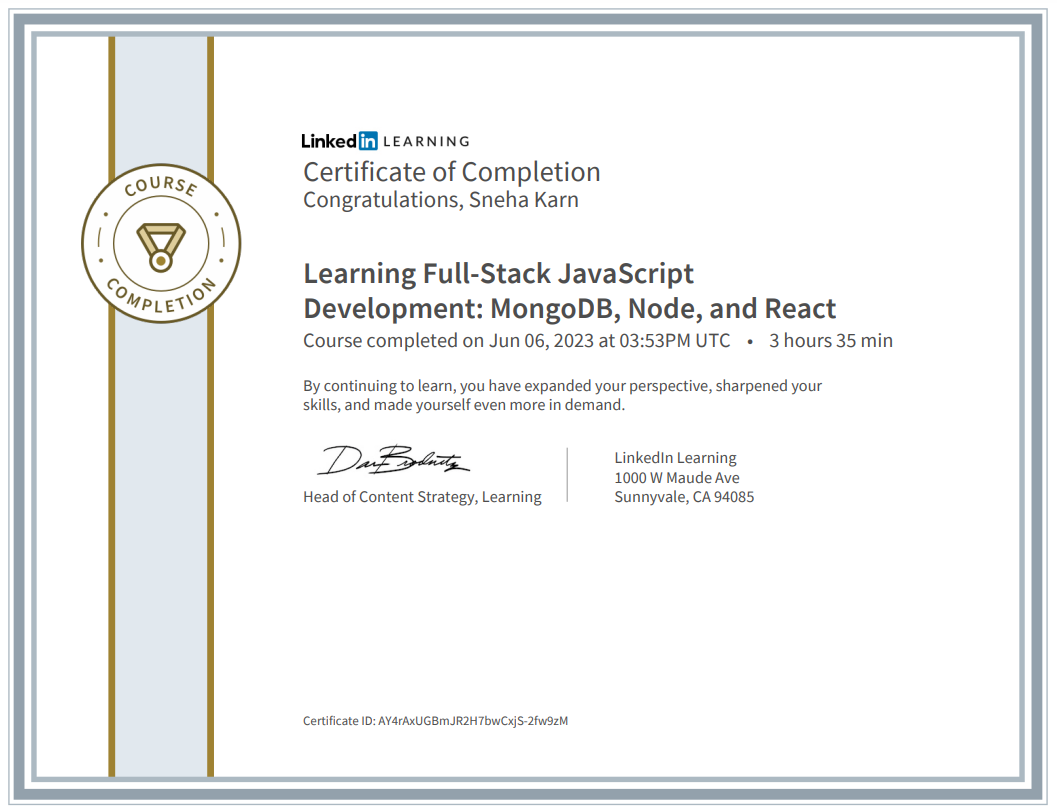 Linked in LEARNING
Certificate of Completion
Congratulations, Sneha Karn
COURSE
COMPLETION
Learning Full-Stack JavaScript
Development: MongoDB, Node, and React
Course completed on Jun 06, 2023 at 03:53PM UTC • 3 hours 35 min
By continuing to learn, you have expanded your perspective, sharpened your
skills, and made yourself even more in demand.
Head of Content Strategy, Learning
LinkedIn Learning
1000 W Maude Ave
Sunnyvale, CA 94085
Certificate ID: AY4rAxUGBmJR2H7bwCxjS-2fw9zM